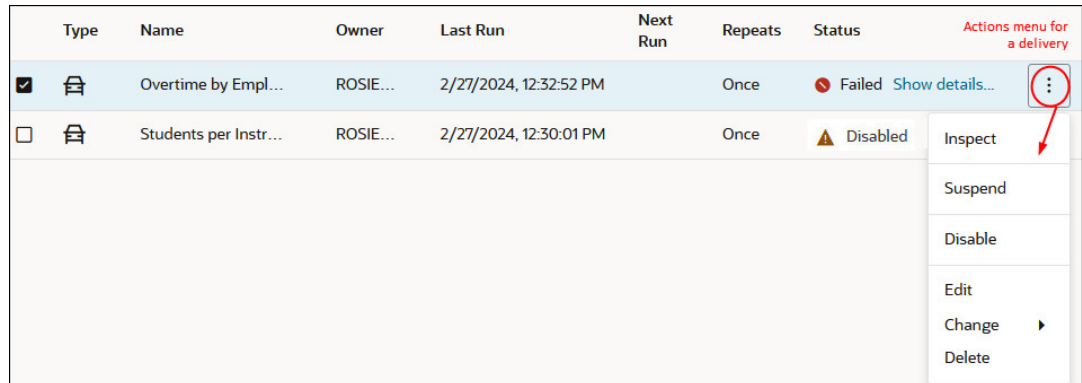 Type Name Owner Last Run Next Run Repeats Status Actions menu for a delivery
Overtime by Empl... ROSIE... 2/27/2024, 12:32:52 PM Once Failed Show details...
Students per Instr... ROSIE... 2/27/2024, 12:30:01 PM Once Disabled
Inspect
Suspend
Disable
Edit
Change
Delete